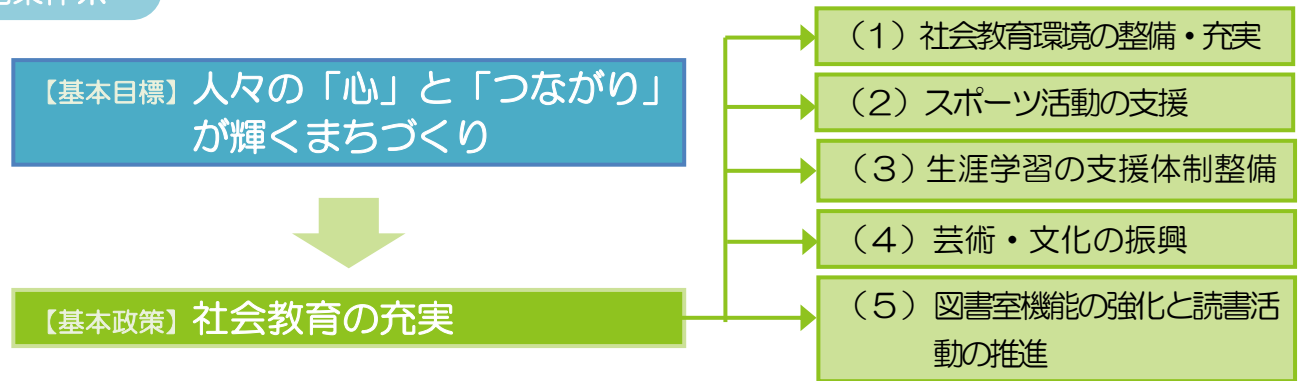 【基本目標】人々の「心」と「つながり」
が輝くまちづくり
【基本政策】社会教育の充実
（１）社会教育環境の整備・充実
（２）スポーツ活動の支援
（３）生涯学習の支援体制整備
（４）芸術・文化の振興
（５）図書室機能の強化と読書活
動の推進